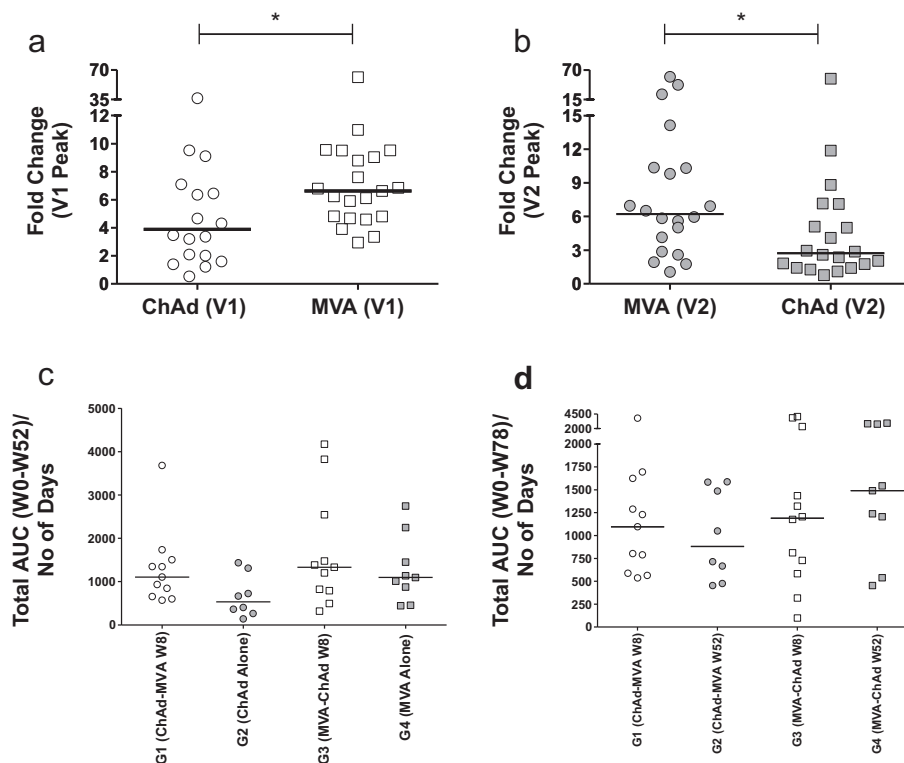 a
*
Fold Change
(V1 Peak)
70
35
12
10
8
6
4
2
0
ChAd (V1)
MVA (V1)
b
*
Fold Change
(V2 Peak)
70
15
15
12
9
6
3
0
MVA (V2)
ChAd (V2)
c
Total AUC (W0-W52)/
No of Days
5000
4000
3000
2000
1000
0
G1 (ChAd-MVA W8)
G2 (ChAd Alone)
G3 (MVA-ChAd W8)
G4 (MVA Alone)
d
Total AUC (W0-W78)/
No of Days
4500
2000
2000
1750
1500
1250
1000
750
500
250
0
G1 (ChAd-MVA W8)
G2 (ChAd-MVA W52)
G3 (MVA-ChAd W8)
G4 (MVA-ChAd W52)